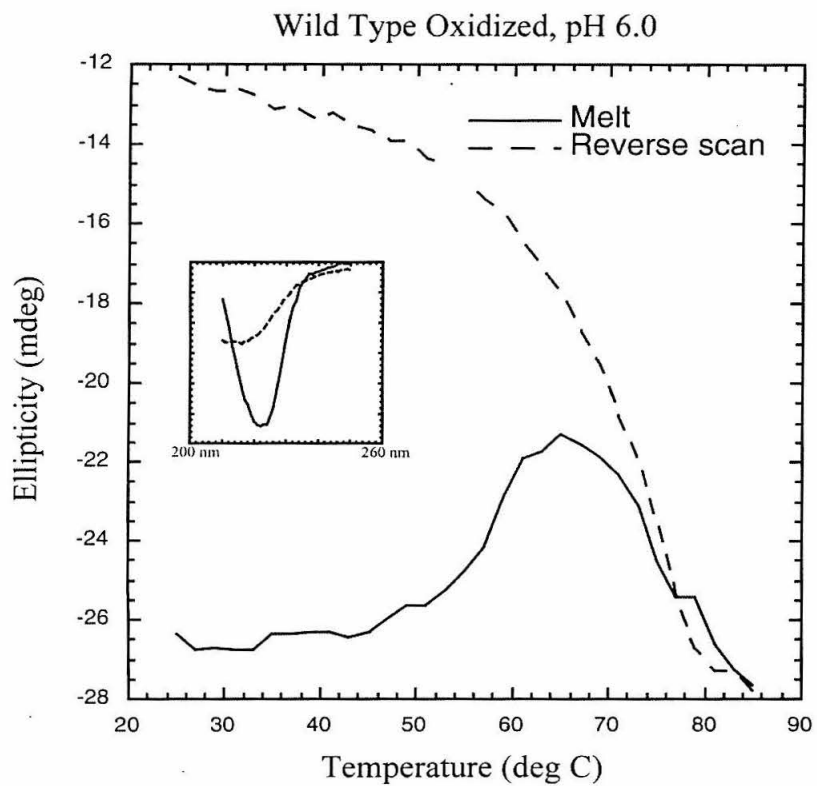 Wild Type Oxidized, pH 6.0
Melt
Reverse scan
-12
-14
-16
-18
-20
-22
-24
-26
-28
Ellipticity (mdeg)
200 nm
260 nm
20
30
40
50
60
70
80
90
Temperature (deg C)